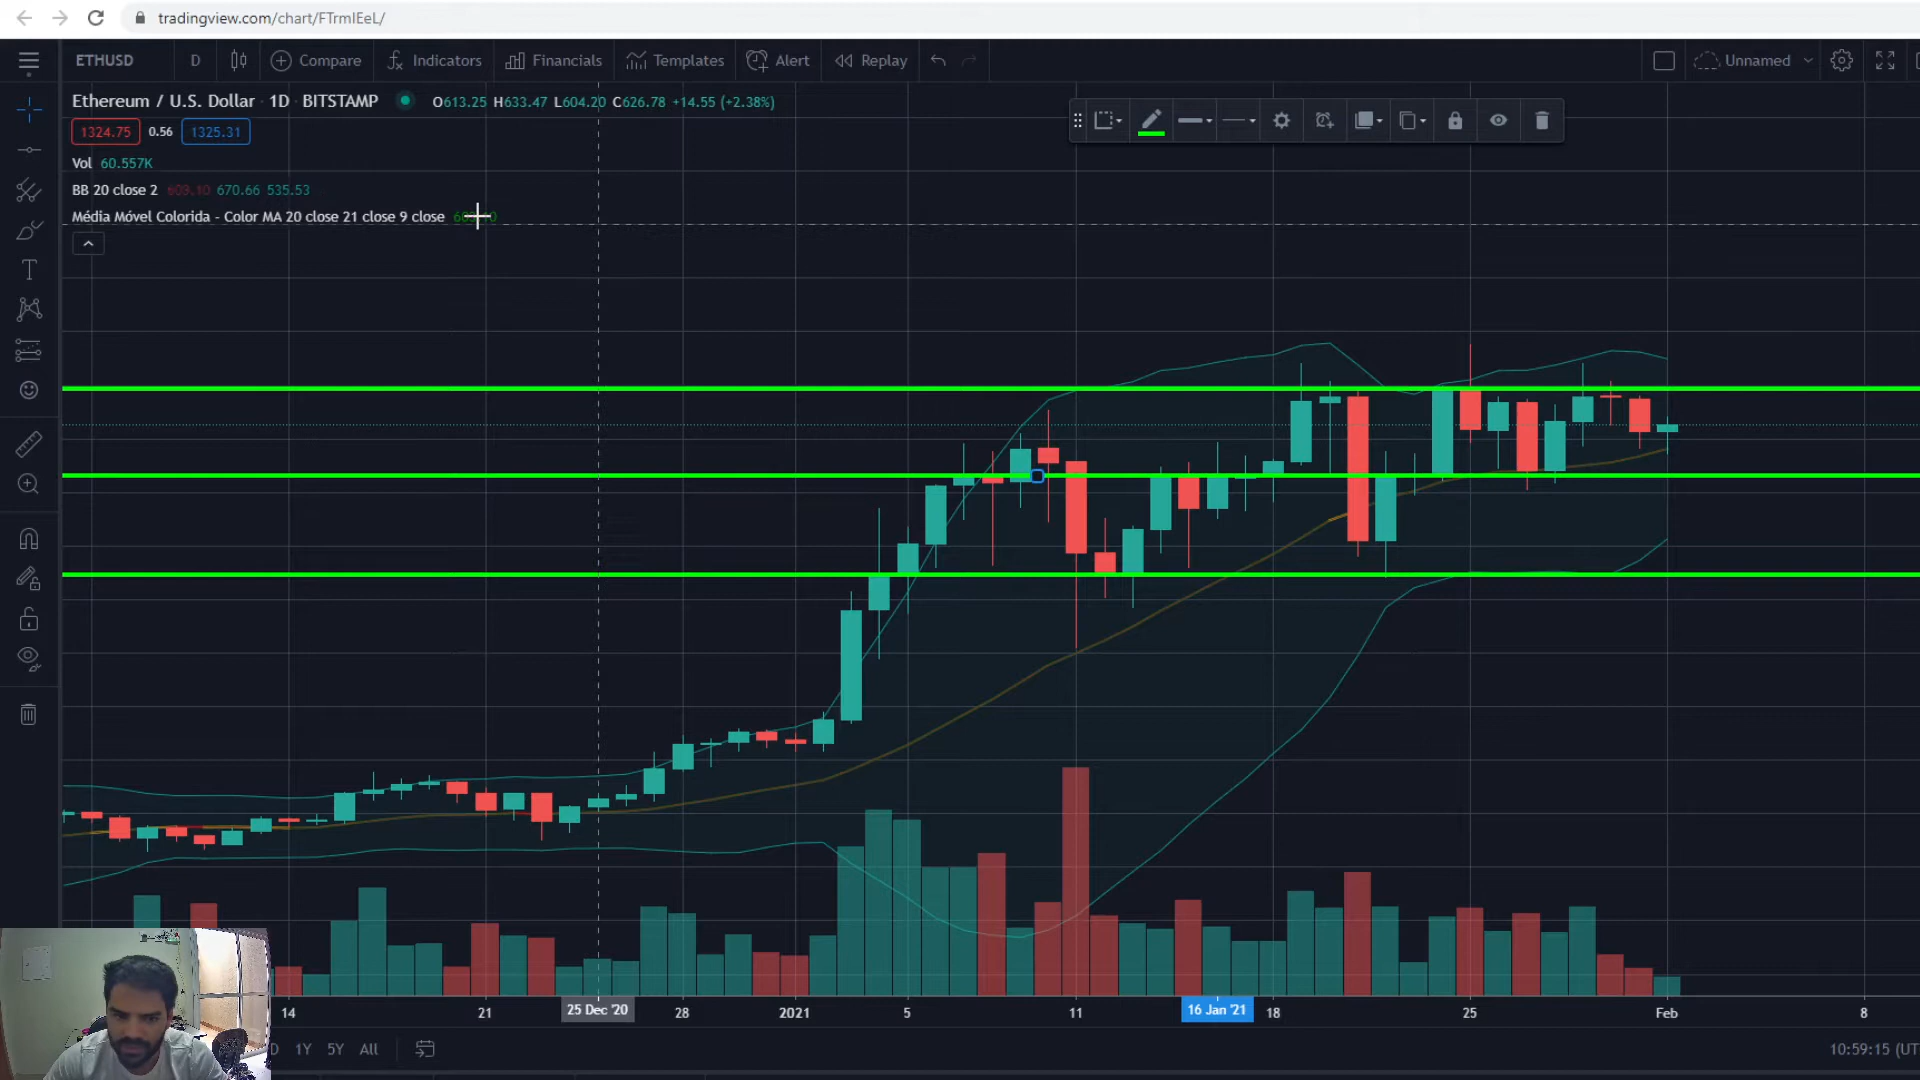 tradingview.com/chart/FTrmIEeL/
ETHUSD D Compare Indicators Financials Templates Alert Replay Unnamed
Ethereum / U.S. Dollar · 1D · BITSTAMP O613.25 H633.47 L604.20 C626.78 +14.55 (+2.38%)
1324.75 0.56 1325.31
Vol 60.557K
BB 20 close 2 603.10 670.66 535.53
Média Móvel Colorida - Color MA 20 close 21 close 9 close
14 21 25 Dec '20 28 2021 5 11 16 Jan '21 18 25 Feb 8
1Y 5Y All 10:59:15 (UT